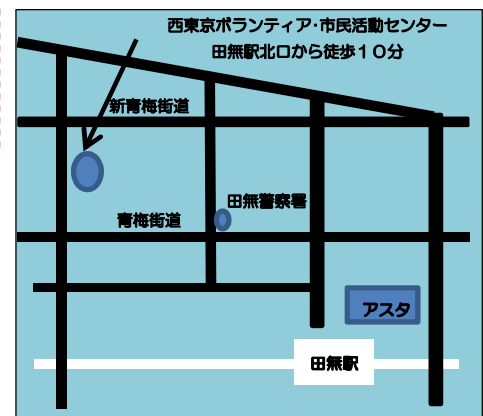 西東京ボランティア・市民活動センター
田無駅北口から徒歩１０分
新青梅街道
田無警察署
青梅街道
アスタ
田無駅